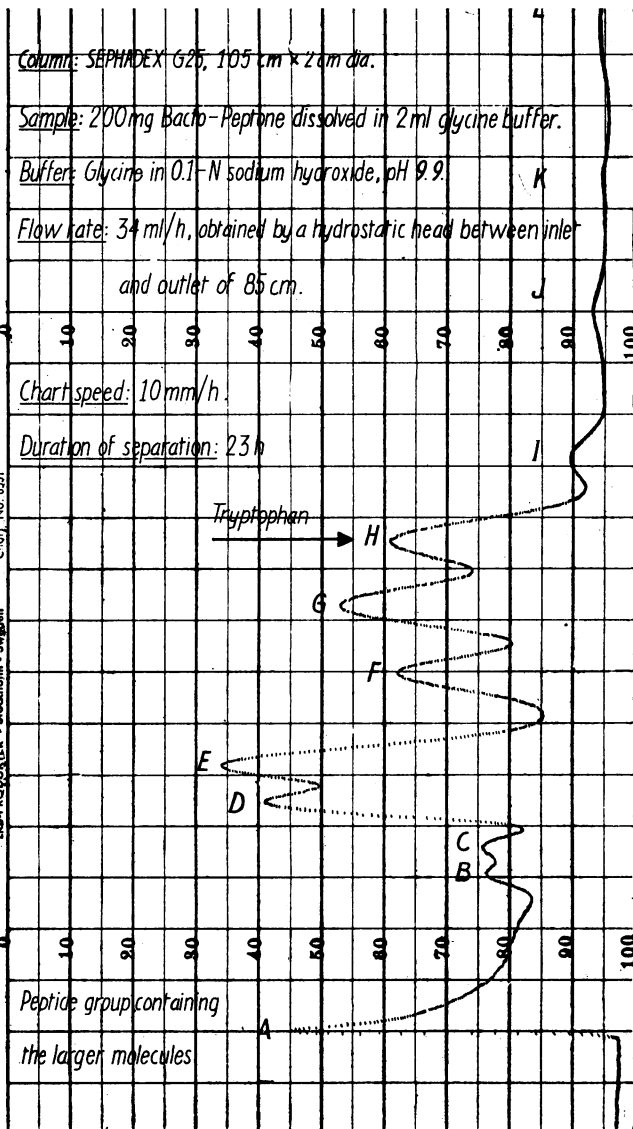 L
Column: SEPHADEX G25, 105 cm × 2 cm dia.
Sample: 200 mg Bacto-Peptone dissolved in 2 ml glycine buffer.
Buffer: Glycine in 0.1-N sodium hydroxide, pH 9.9.
K
Flow rate: 34 ml/h, obtained by a hydrostatic head between inlet
and outlet of 85 cm.
J
0 10 20 30 40 50 60 70 80 90 100
Chart speed: 10 mm/h.
Duration of separation: 23 h
I
Tryptophan
H
G
F
E
D
C
B
0 10 20 30 40 50 60 70 80 90 100
Peptide group containing
A
the larger molecules